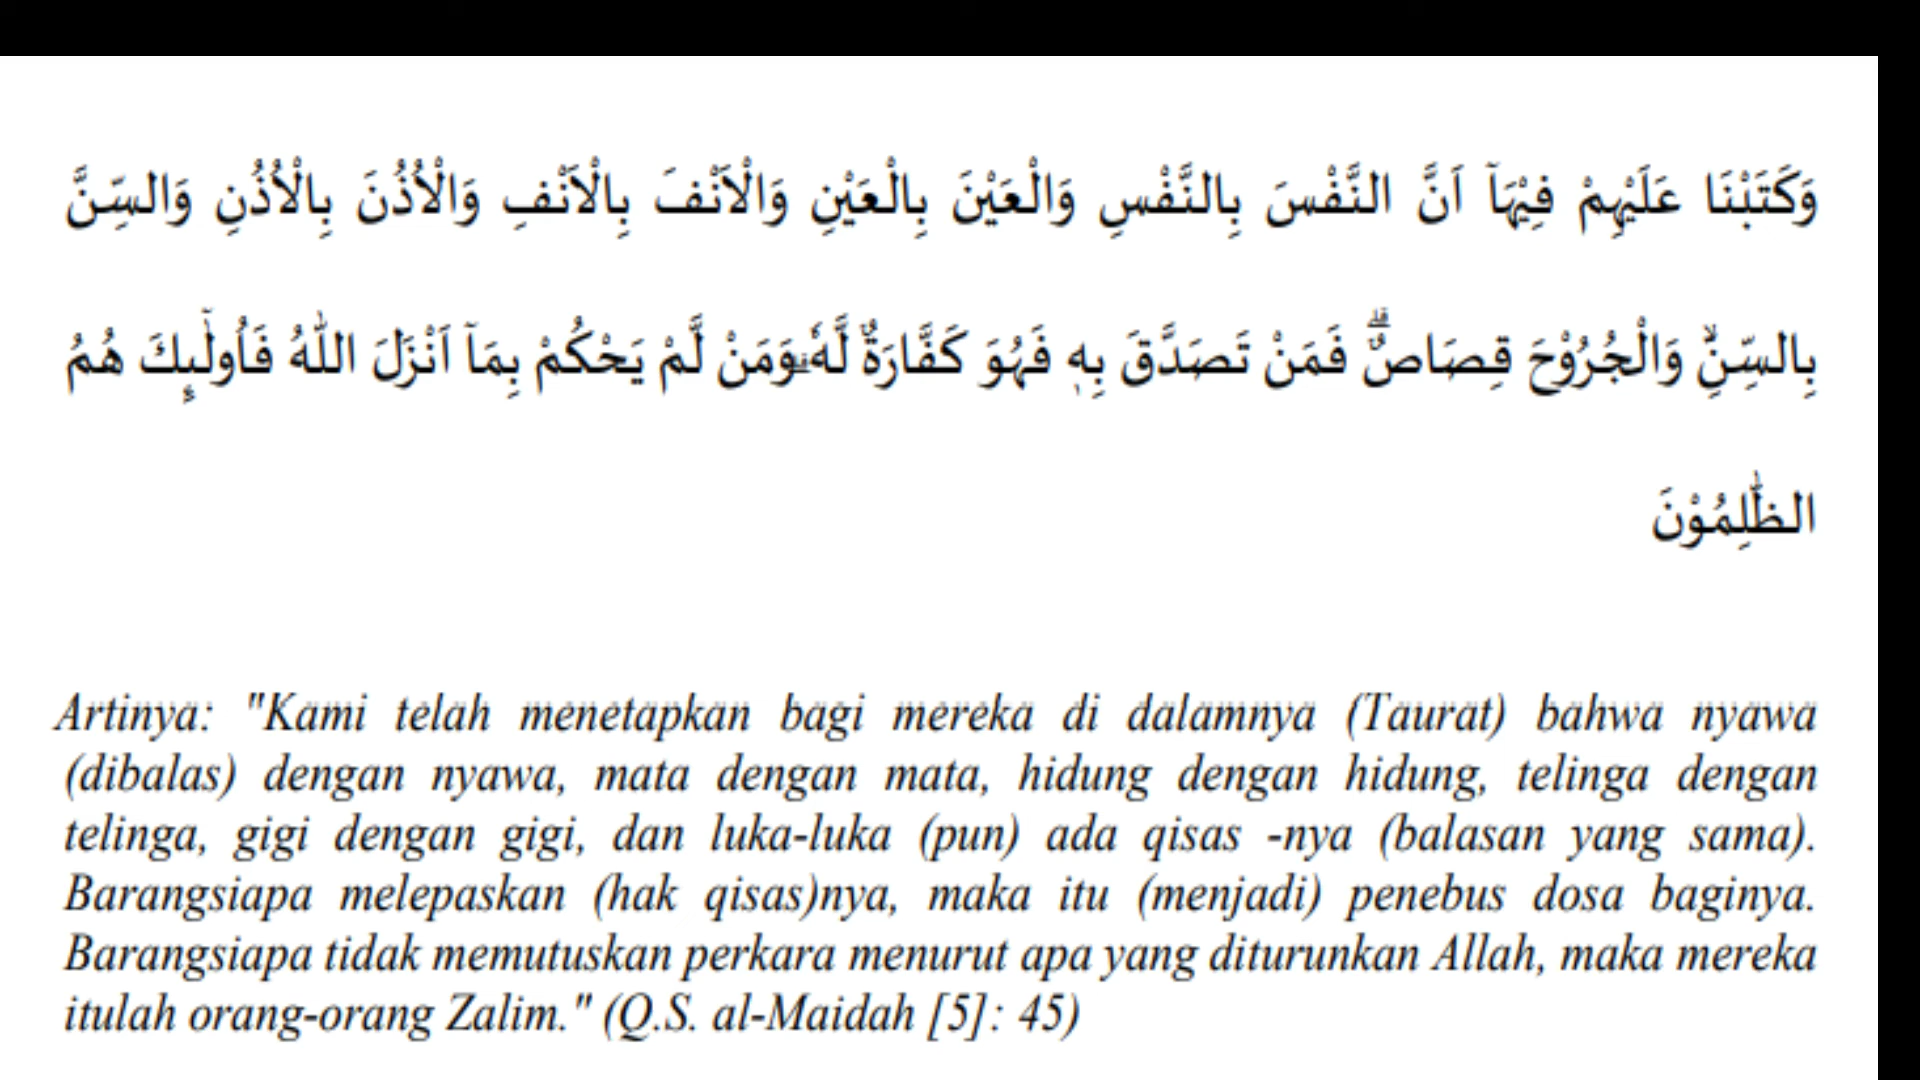 وَكَتَبْنَا عَلَيْهِمْ فِيْهَآ اَنَّ النَّفْسَ بِالنَّفْسِ وَالْعَيْنَ بِالْعَيْنِ وَالْاَنْفَ بِالْاَنْفِ وَالْاُذُنَ بِالْاُذُنِ وَالسِّنَّ
بِالسِّنِّۙ وَالْجُرُوْحَ قِصَاصٌۗ فَمَنْ تَصَدَّقَ بِهٖ فَهُوَ كَفَّارَةٌ لَّهٗ ۗوَمَنْ لَّمْ يَحْكُمْ بِمَآ اَنْزَلَ اللّٰهُ فَاُولٰۤىِٕكَ هُمُ
الظّٰلِمُوْنَ
Artinya: "Kami telah menetapkan bagi mereka di dalamnya (Taurat) bahwa nyawa
(dibalas) dengan nyawa, mata dengan mata, hidung dengan hidung, telinga dengan
telinga, gigi dengan gigi, dan luka-luka (pun) ada qisas -nya (balasan yang sama).
Barangsiapa melepaskan (hak qisas)nya, maka itu (menjadi) penebus dosa baginya.
Barangsiapa tidak memutuskan perkara menurut apa yang diturunkan Allah, maka mereka
itulah orang-orang Zalim." (Q.S. al-Maidah [5]: 45)